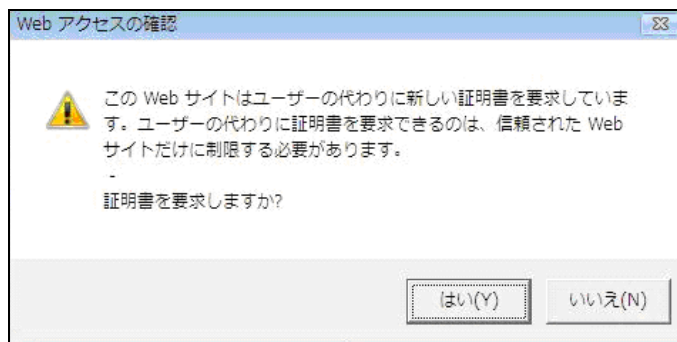 Web アクセスの確認
この Web サイトはユーザーの代わりに新しい証明書を要求していま
す。ユーザーの代わりに証明書を要求できるのは、信頼された Web
サイトだけに制限する必要があります。
-
証明書を要求しますか?
はい(Y)
いいえ(N)